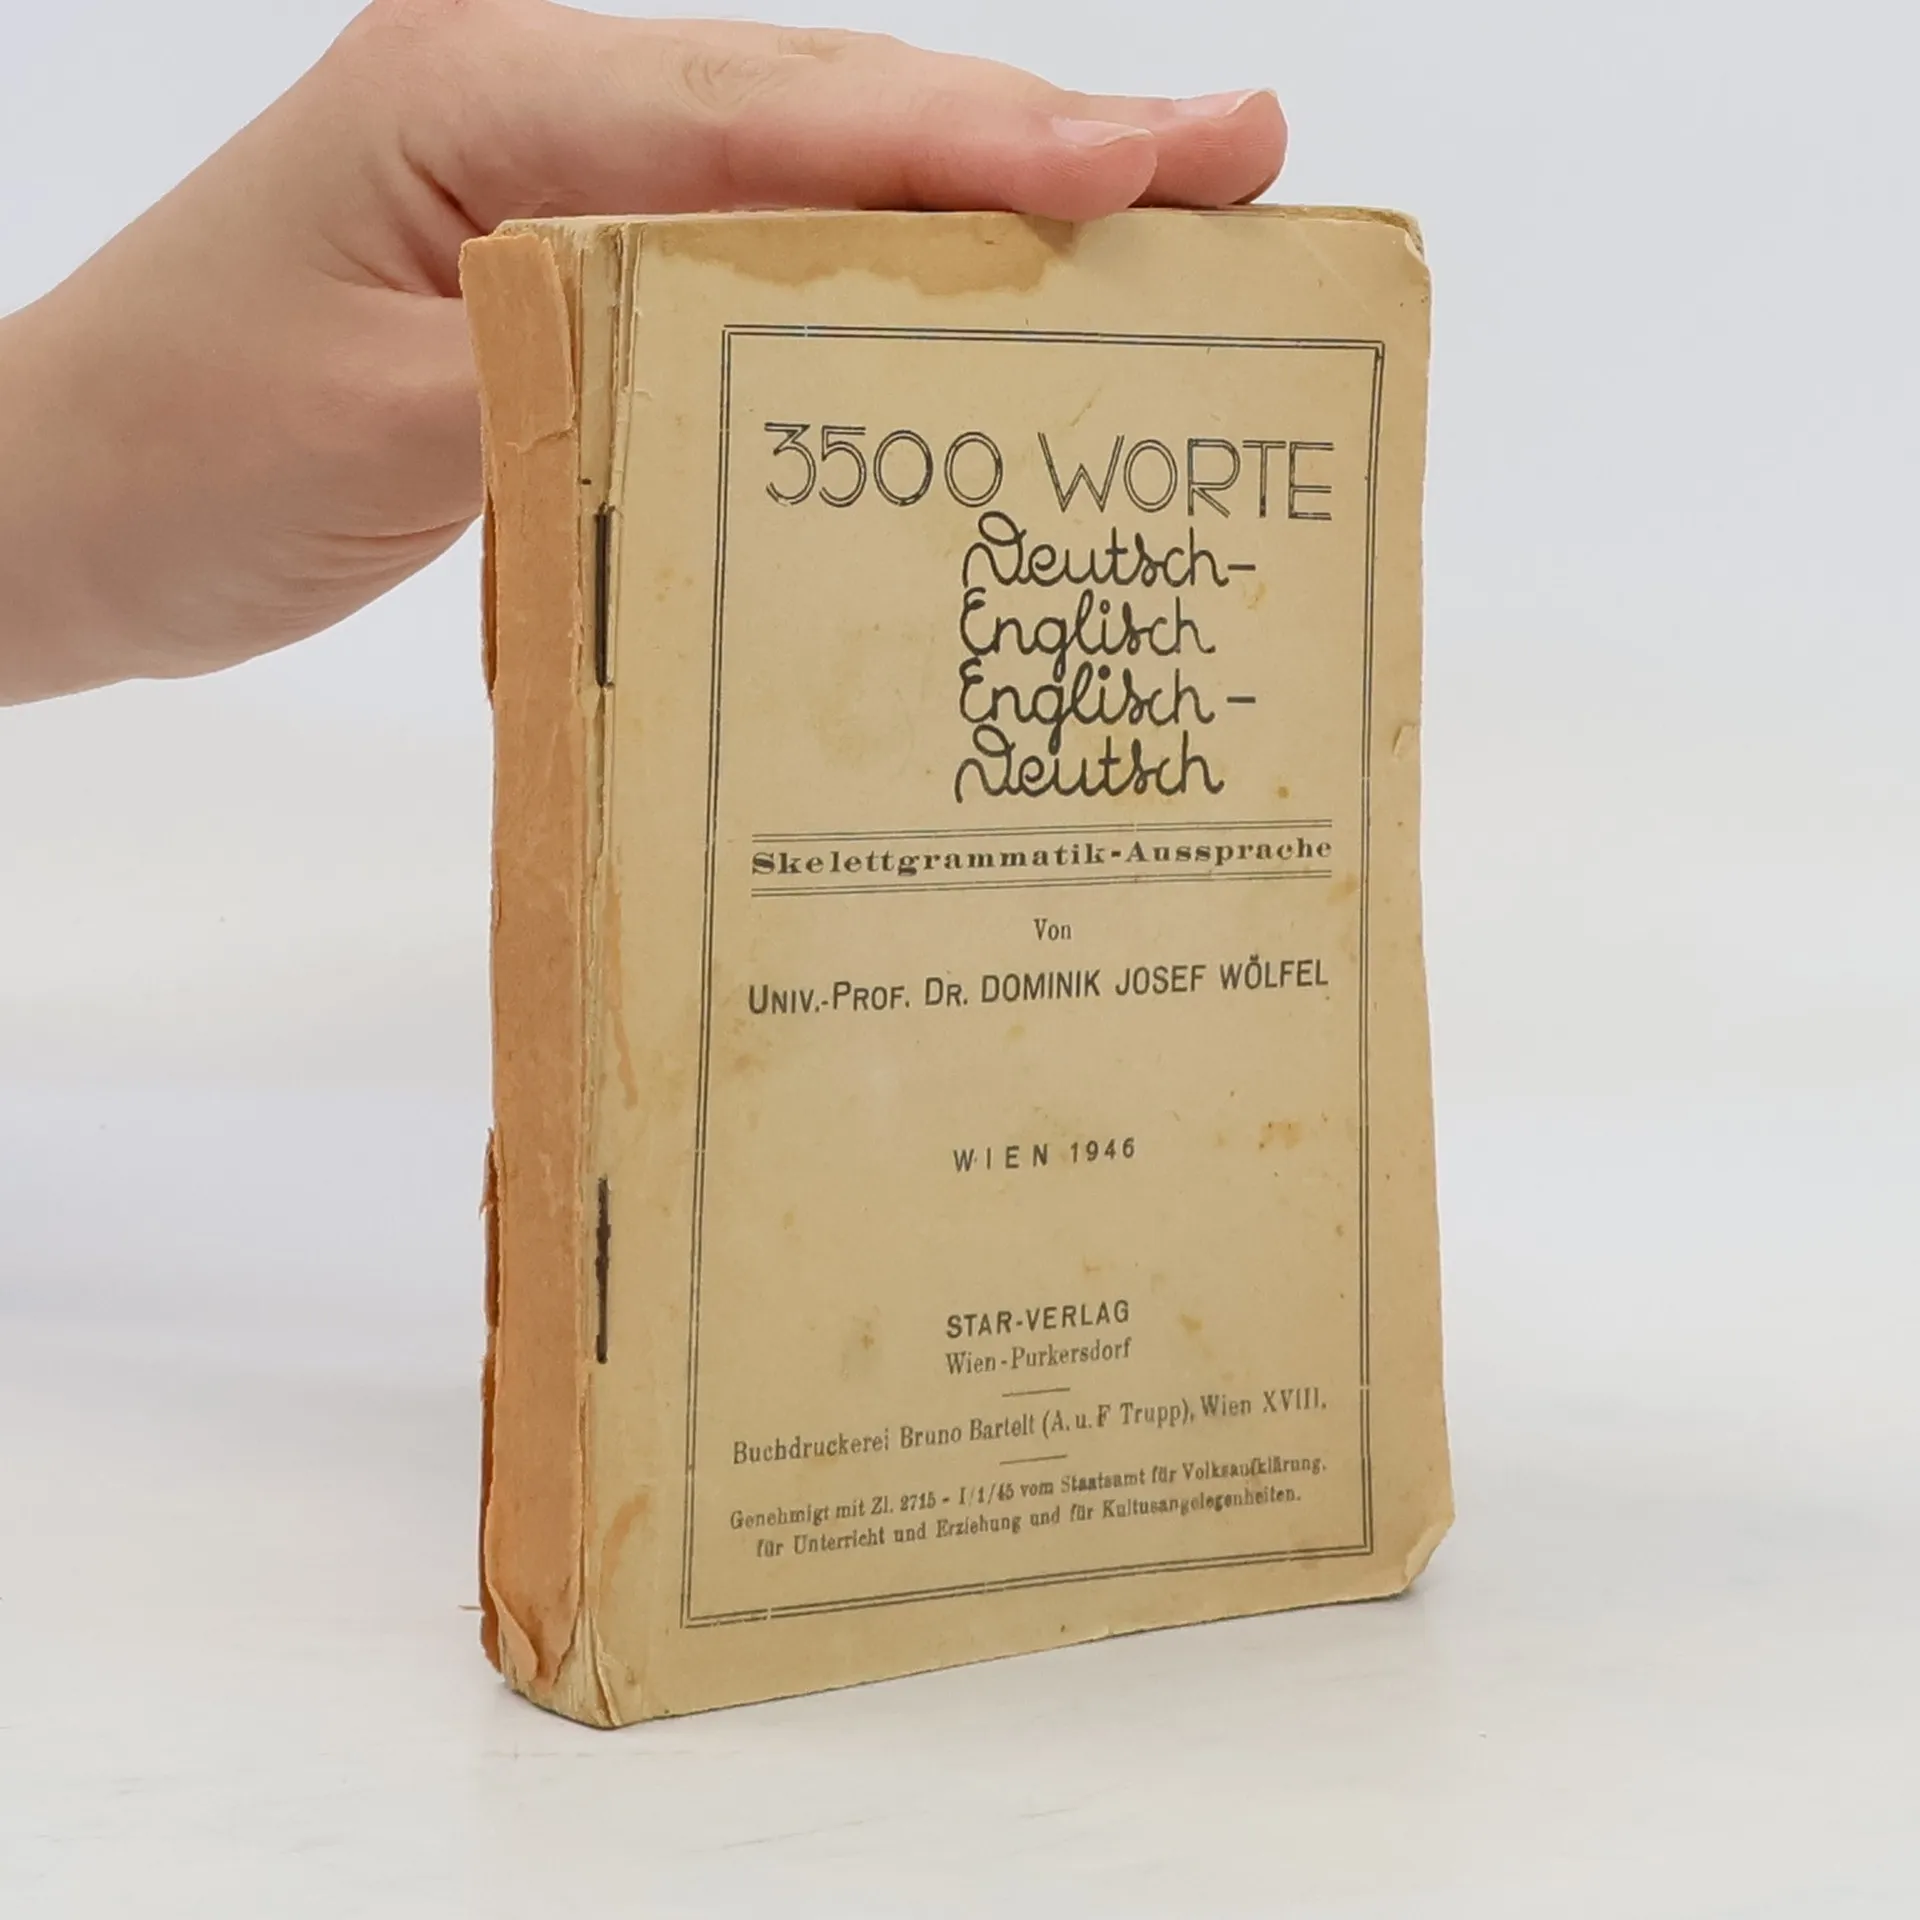 3500 WORTE
Deutsch-
Englisch
Englisch-
Deutsch
Skelettgrammatik-Aussprache
Von
UNIV.-PROF. DR. DOMINIK JOSEF WÖLFEL
WIEN 1946
STAR-VERLAG
Wien-Purkersdorf
Buchdruckerei Bruno Bartelt (A. u. F Trupp), Wien XVIII.
Genehmigt mit Zl. 2715 - I/1/45 vom Staatsamt für Volksaufklärung.
für Unterricht und Erziehung und für Kultusangelegenheiten.